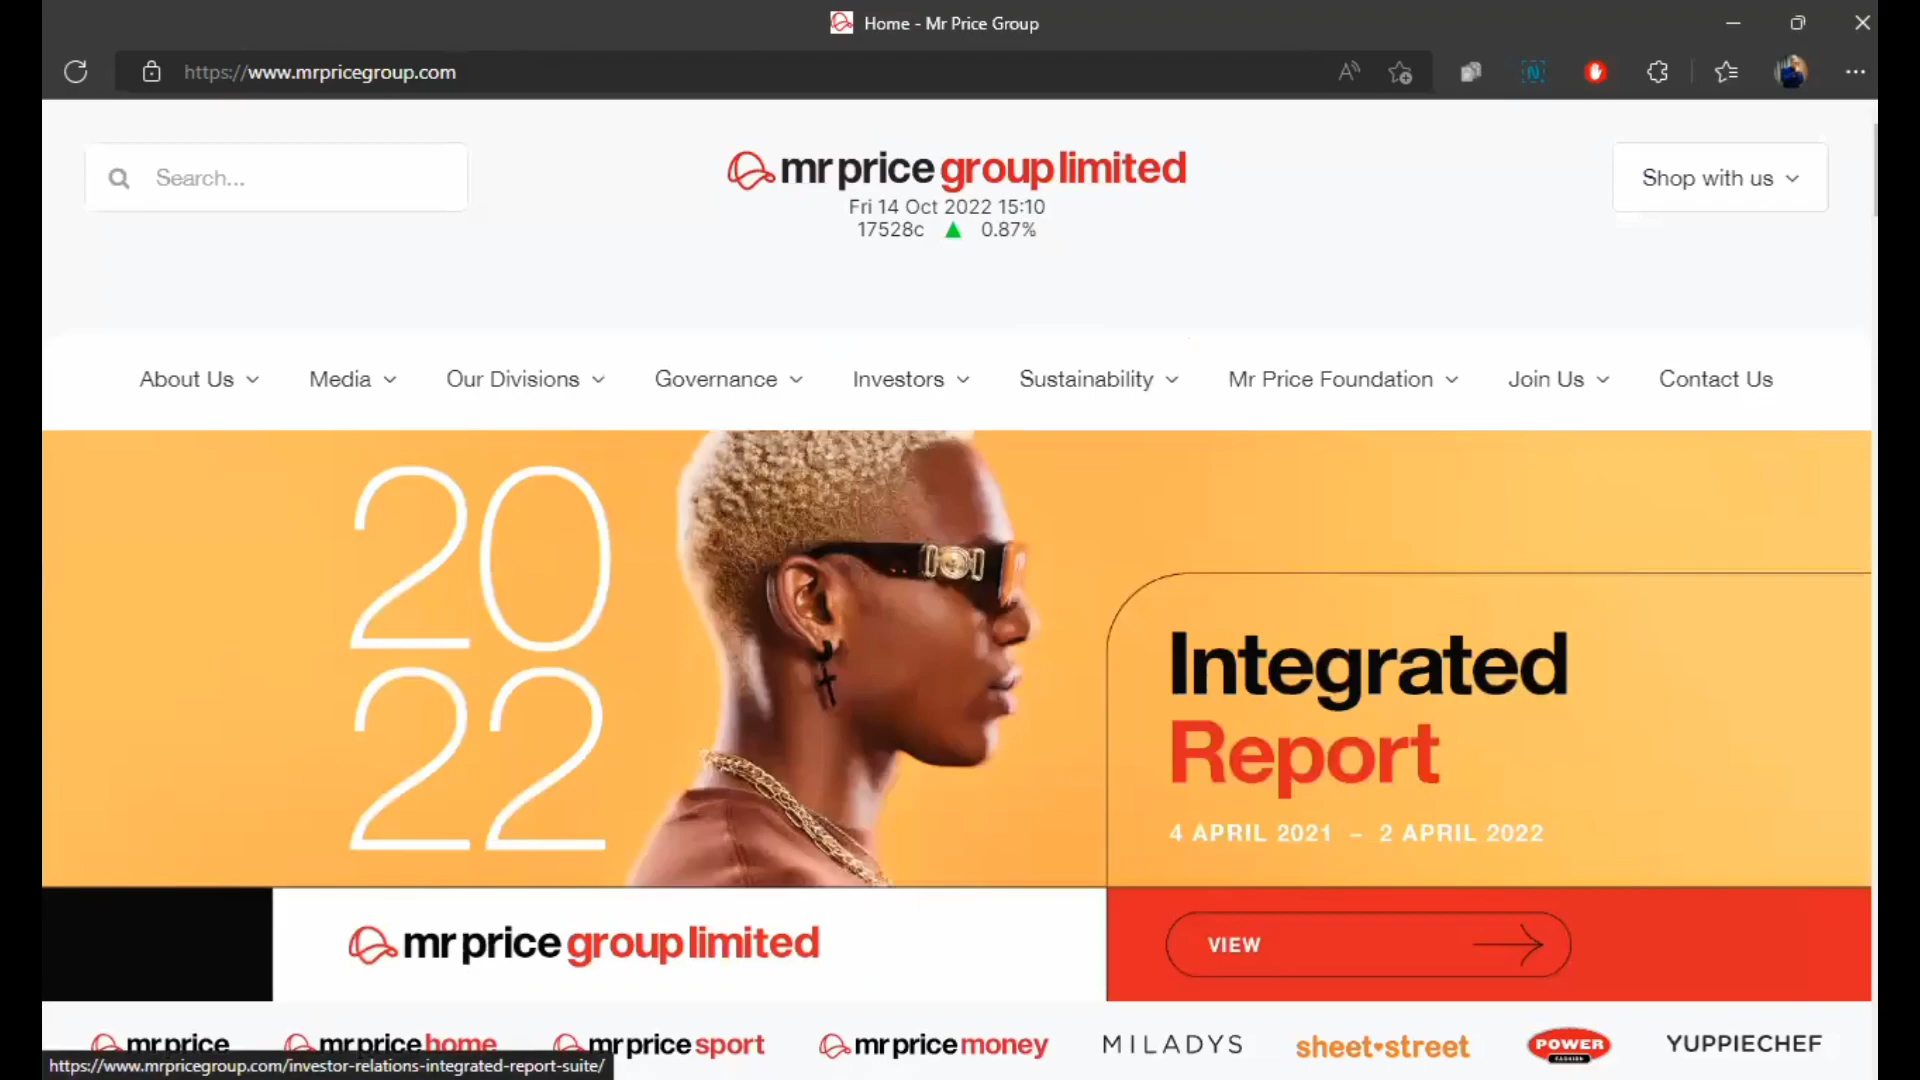 Home - Mr Price Group
https://www.mrpricegroup.com
Search...
mr price group limited
Shop with us
Fri 14 Oct 2022 15:10
17528c 0.87%
About Us Media Our Divisions Governance Investors Sustainability Mr Price Foundation Join Us Contact Us
20
22
Integrated
Report
4 APRIL 2021 – 2 APRIL 2022
mr price group limited
VIEW
mr price mr price home mr price sport mr price money MILADYS sheet•street POWER FASHION YUPPIECHEF
https://www.mrpricegroup.com/investor-relations-integrated-report-suite/